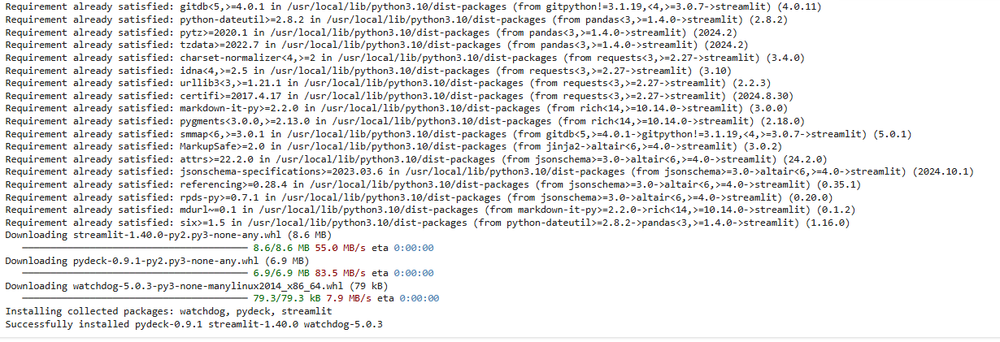 Requirement already satisfied: gitdb<5,>=4.0.1 in /usr/local/lib/python3.10/dist-packages (from gitpython!=3.1.19,<4,>=3.0.7->streamlit) (4.0.11)
Requirement already satisfied: python-dateutil>=2.8.2 in /usr/local/lib/python3.10/dist-packages (from pandas<3,>=1.4.0->streamlit) (2.8.2)
Requirement already satisfied: pytz>=2020.1 in /usr/local/lib/python3.10/dist-packages (from pandas<3,>=1.4.0->streamlit) (2024.2)
Requirement already satisfied: tzdata>=2022.7 in /usr/local/lib/python3.10/dist-packages (from pandas<3,>=1.4.0->streamlit) (2024.2)
Requirement already satisfied: charset-normalizer<4,>=2 in /usr/local/lib/python3.10/dist-packages (from requests<3,>=2.27->streamlit) (3.4.0)
Requirement already satisfied: idna<4,>=2.5 in /usr/local/lib/python3.10/dist-packages (from requests<3,>=2.27->streamlit) (3.10)
Requirement already satisfied: urllib3<3,>=1.21.1 in /usr/local/lib/python3.10/dist-packages (from requests<3,>=2.27->streamlit) (2.2.3)
Requirement already satisfied: certifi>=2017.4.17 in /usr/local/lib/python3.10/dist-packages (from requests<3,>=2.27->streamlit) (2024.8.30)
Requirement already satisfied: markdown-it-py>=2.2.0 in /usr/local/lib/python3.10/dist-packages (from rich<14,>=10.14.0->streamlit) (3.0.0)
Requirement already satisfied: pygments<3.0.0,>=2.13.0 in /usr/local/lib/python3.10/dist-packages (from rich<14,>=10.14.0->streamlit) (2.18.0)
Requirement already satisfied: smmap<6,>=3.0.1 in /usr/local/lib/python3.10/dist-packages (from gitdb<5,>=4.0.1->gitpython!=3.1.19,<4,>=3.0.7->streamlit) (5.0.1)
Requirement already satisfied: MarkupSafe>=2.0 in /usr/local/lib/python3.10/dist-packages (from jinja2->altair<6,>=4.0->streamlit) (3.0.2)
Requirement already satisfied: attrs>=22.2.0 in /usr/local/lib/python3.10/dist-packages (from jsonschema>=3.0->altair<6,>=4.0->streamlit) (24.2.0)
Requirement already satisfied: jsonschema-specifications>=2023.03.6 in /usr/local/lib/python3.10/dist-packages (from jsonschema>=3.0->altair<6,>=4.0->streamlit) (2024.10.1)
Requirement already satisfied: referencing>=0.28.4 in /usr/local/lib/python3.10/dist-packages (from jsonschema>=3.0->altair<6,>=4.0->streamlit) (0.35.1)
Requirement already satisfied: rpds-py>=0.7.1 in /usr/local/lib/python3.10/dist-packages (from jsonschema>=3.0->altair<6,>=4.0->streamlit) (0.20.0)
Requirement already satisfied: mdurl~=0.1 in /usr/local/lib/python3.10/dist-packages (from markdown-it-py>=2.2.0->rich<14,>=10.14.0->streamlit) (0.1.2)
Requirement already satisfied: six>=1.5 in /usr/local/lib/python3.10/dist-packages (from python-dateutil>=2.8.2->pandas<3,>=1.4.0->streamlit) (1.16.0)
Downloading streamlit-1.40.0-py2.py3-none-any.whl (8.6 MB)
8.6/8.6 MB 55.0 MB/s eta 0:00:00
Downloading pydeck-0.9.1-py2.py3-none-any.whl (6.9 MB)
6.9/6.9 MB 83.5 MB/s eta 0:00:00
Downloading watchdog-5.0.3-py3-none-manylinux2014_x86_64.whl (79 kB)
79.3/79.3 kB 7.9 MB/s eta 0:00:00
Installing collected packages: watchdog, pydeck, streamlit
Successfully installed pydeck-0.9.1 streamlit-1.40.0 watchdog-5.0.3